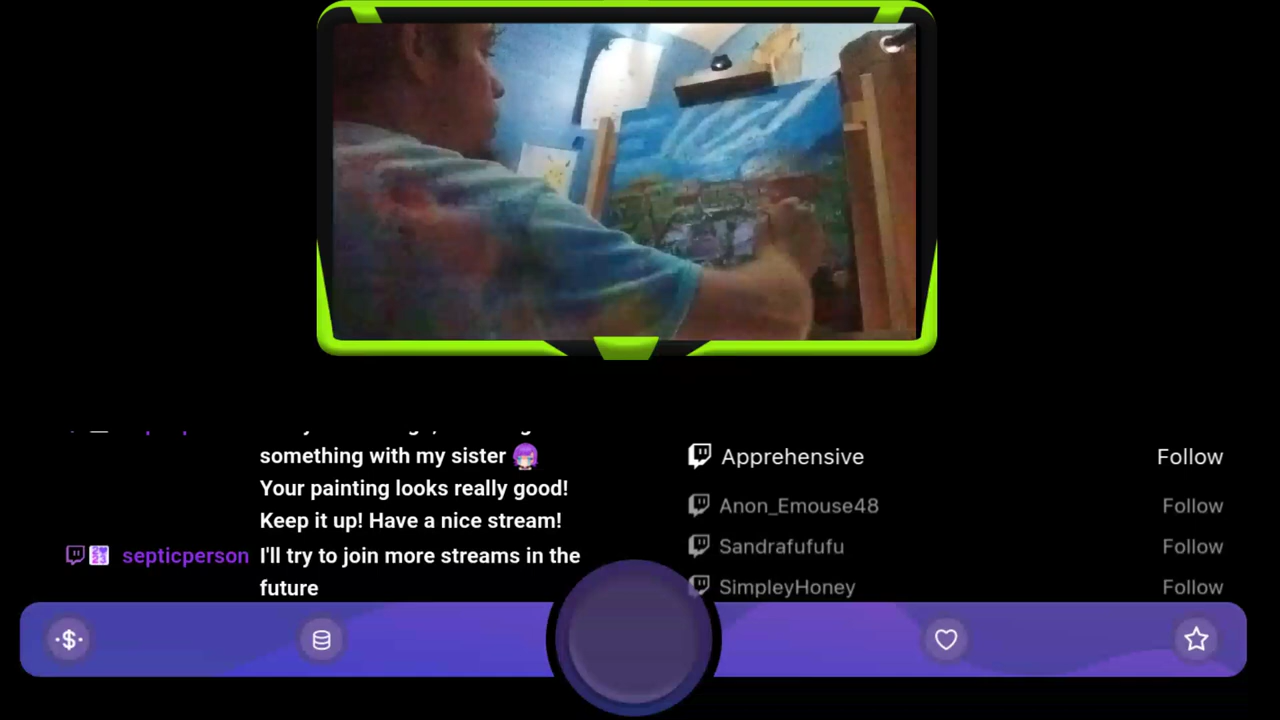 something with my sister
Your painting looks really good!
Keep it up! Have a nice stream!
septicperson I'll try to join more streams in the
future
Apprehensive Follow
Anon_Emouse48 Follow
Sandrafufufu Follow
SimpleyHoney Follow
$